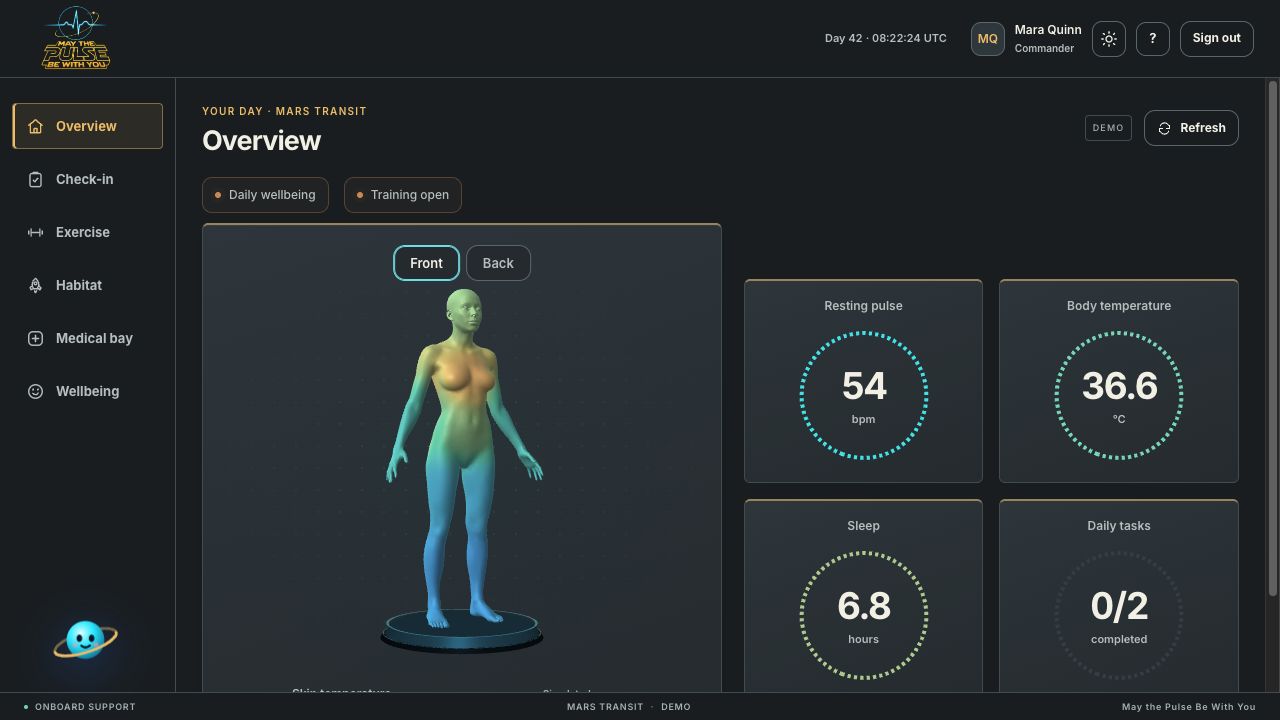 MAY THE
PULSE
BE WITH YOU
Day 42 · 08:22:24 UTC
MQ
Mara Quinn
Commander
?
Sign out
Overview
Check-in
Exercise
Habitat
Medical bay
Wellbeing
YOUR DAY · MARS TRANSIT
Overview
DEMO
Refresh
Daily wellbeing
Training open
Front
Back
Resting pulse
54
bpm
Body temperature
36.6
°C
Sleep
6.8
hours
Daily tasks
0/2
completed
Skin temperature
ONBOARD SUPPORT
MARS TRANSIT · DEMO
May the Pulse Be With You